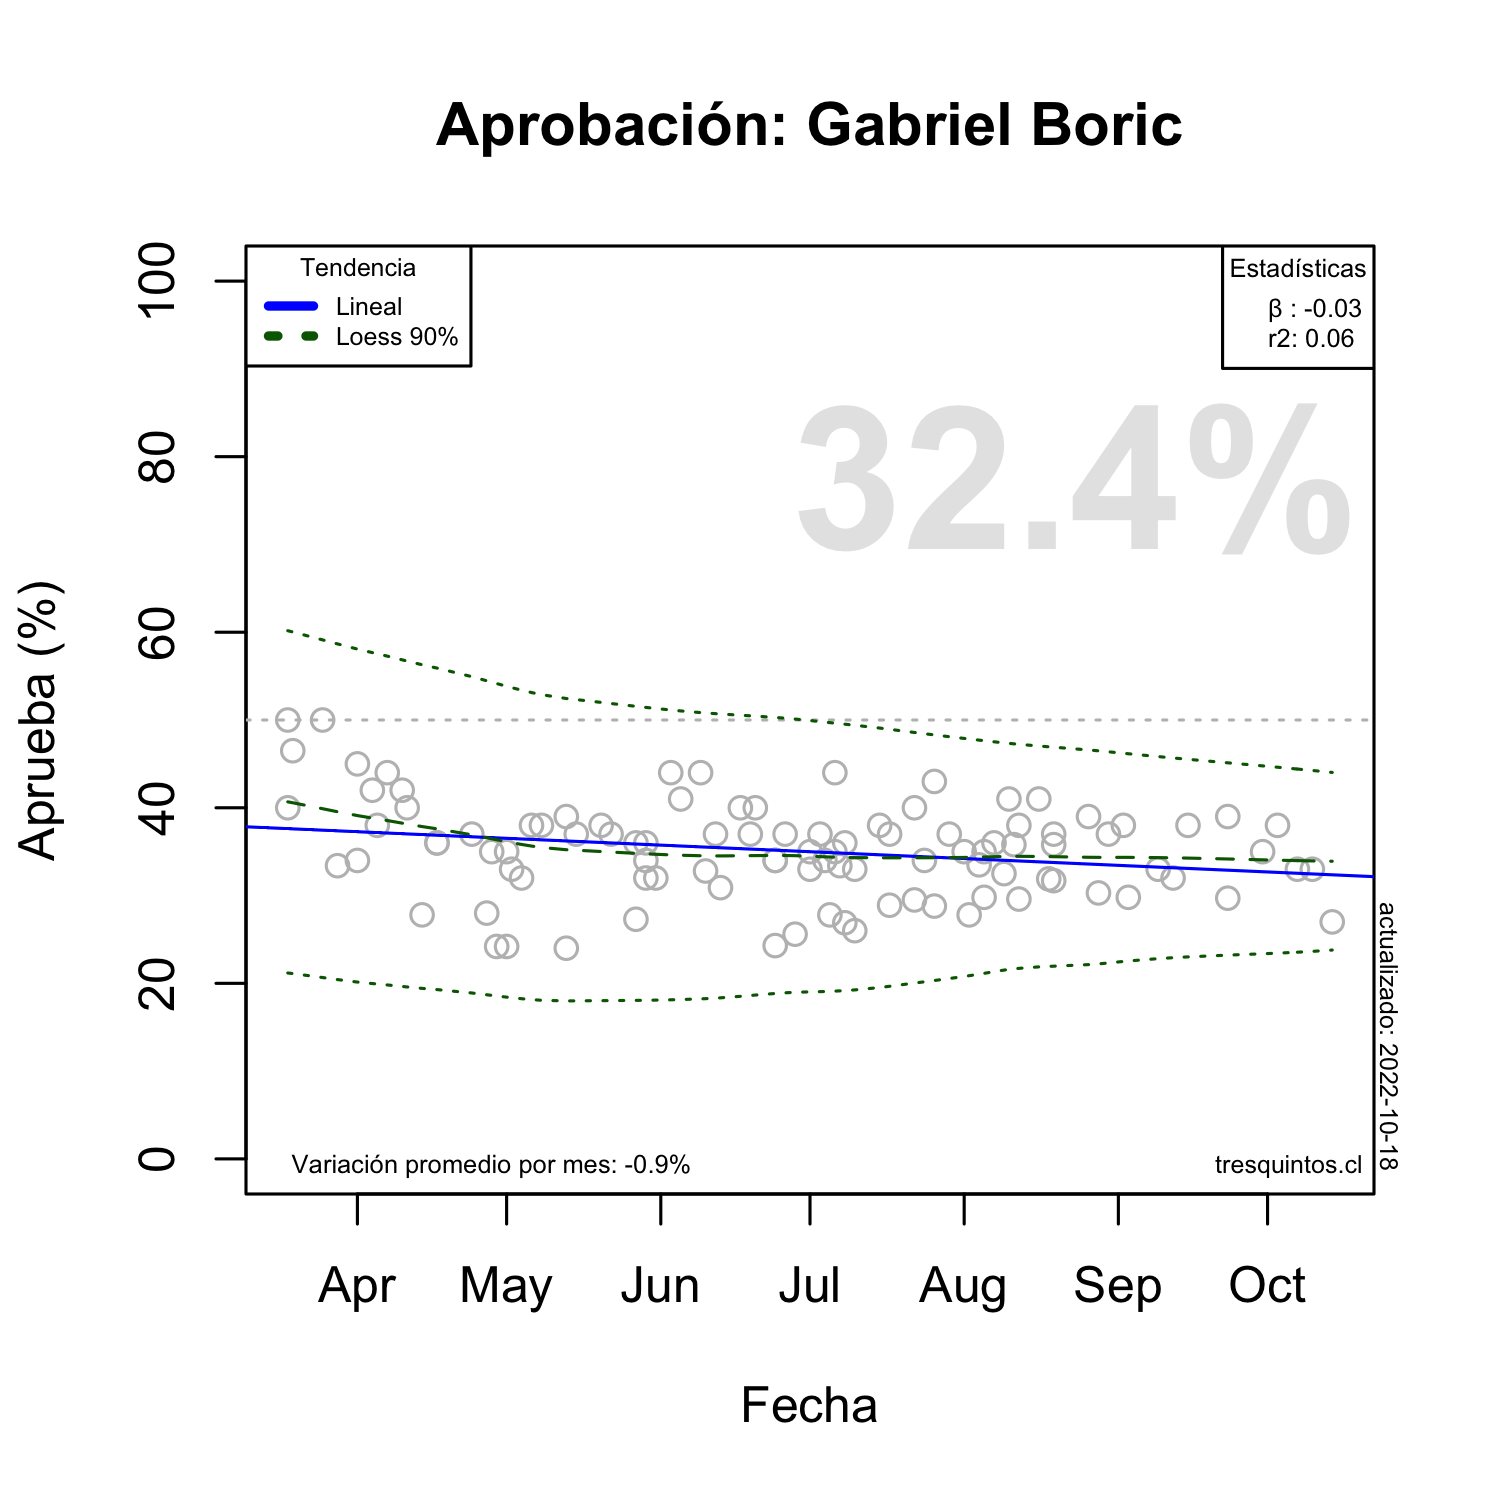 Aprobación: Gabriel Boric
Tendencia
Lineal
Loess 90%
Estadísticas
β : -0.03
r2: 0.06
32.4%
Aprueba (%)
100
80
60
40
20
0
Variación promedio por mes: -0.9%
tresquintos.cl
actualizado: 2022-10-18
Apr May Jun Jul Aug Sep Oct
Fecha